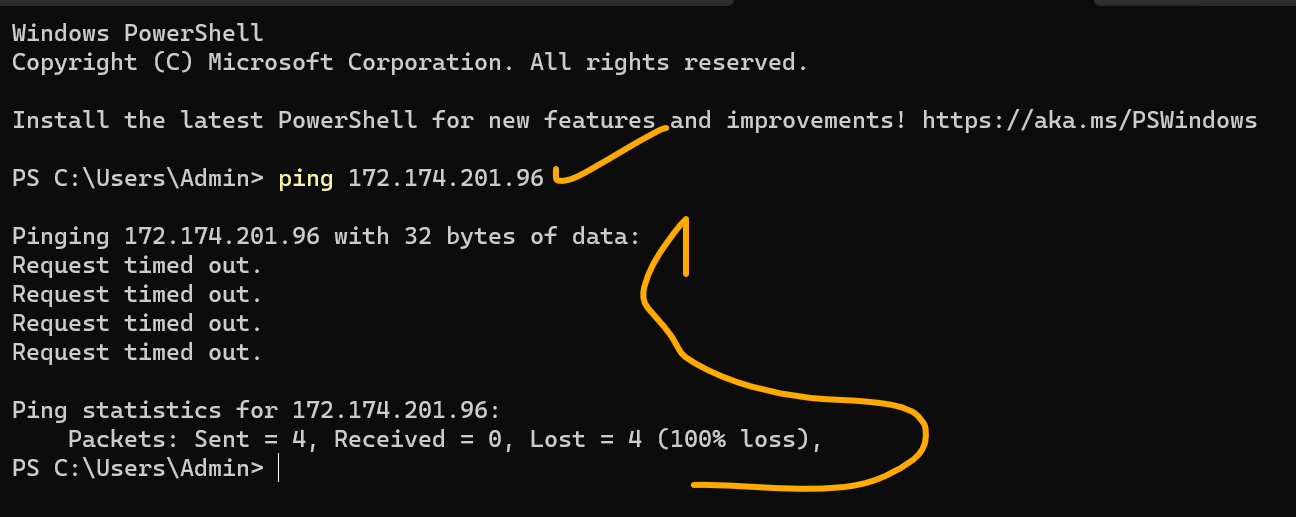 Windows PowerShell
Copyright (C) Microsoft Corporation. All rights reserved.
Install the latest PowerShell for new features and improvements! https://aka.ms/PSWindows
PS C:\Users\Admin> ping 172.174.201.96
Pinging 172.174.201.96 with 32 bytes of data:
Request timed out.
Request timed out.
Request timed out.
Request timed out.
Ping statistics for 172.174.201.96:
    Packets: Sent = 4, Received = 0, Lost = 4 (100% loss),
PS C:\Users\Admin>